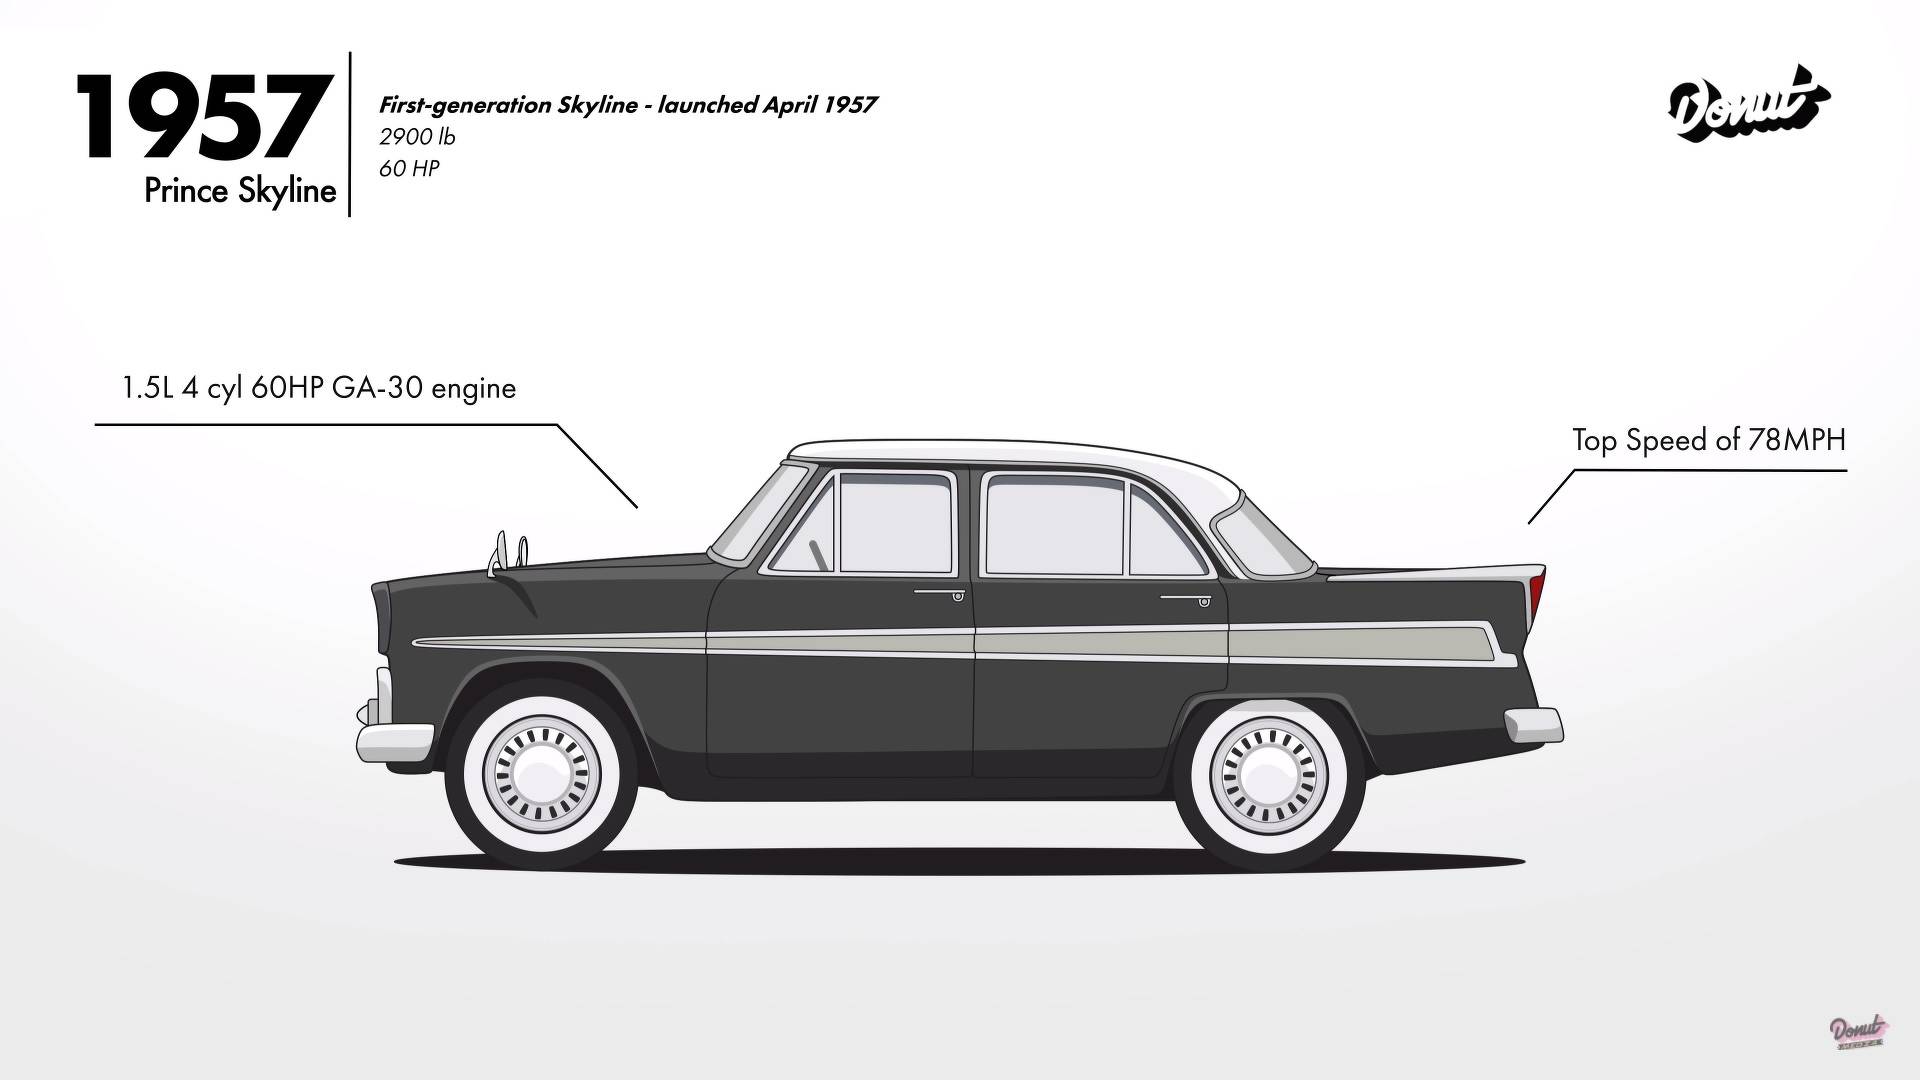 1957
Prince Skyline
First-generation Skyline - launched April 1957
2900 lb
60 HP
Donut
1.5L 4 cyl 60HP GA-30 engine
Top Speed of 78MPH
Donut